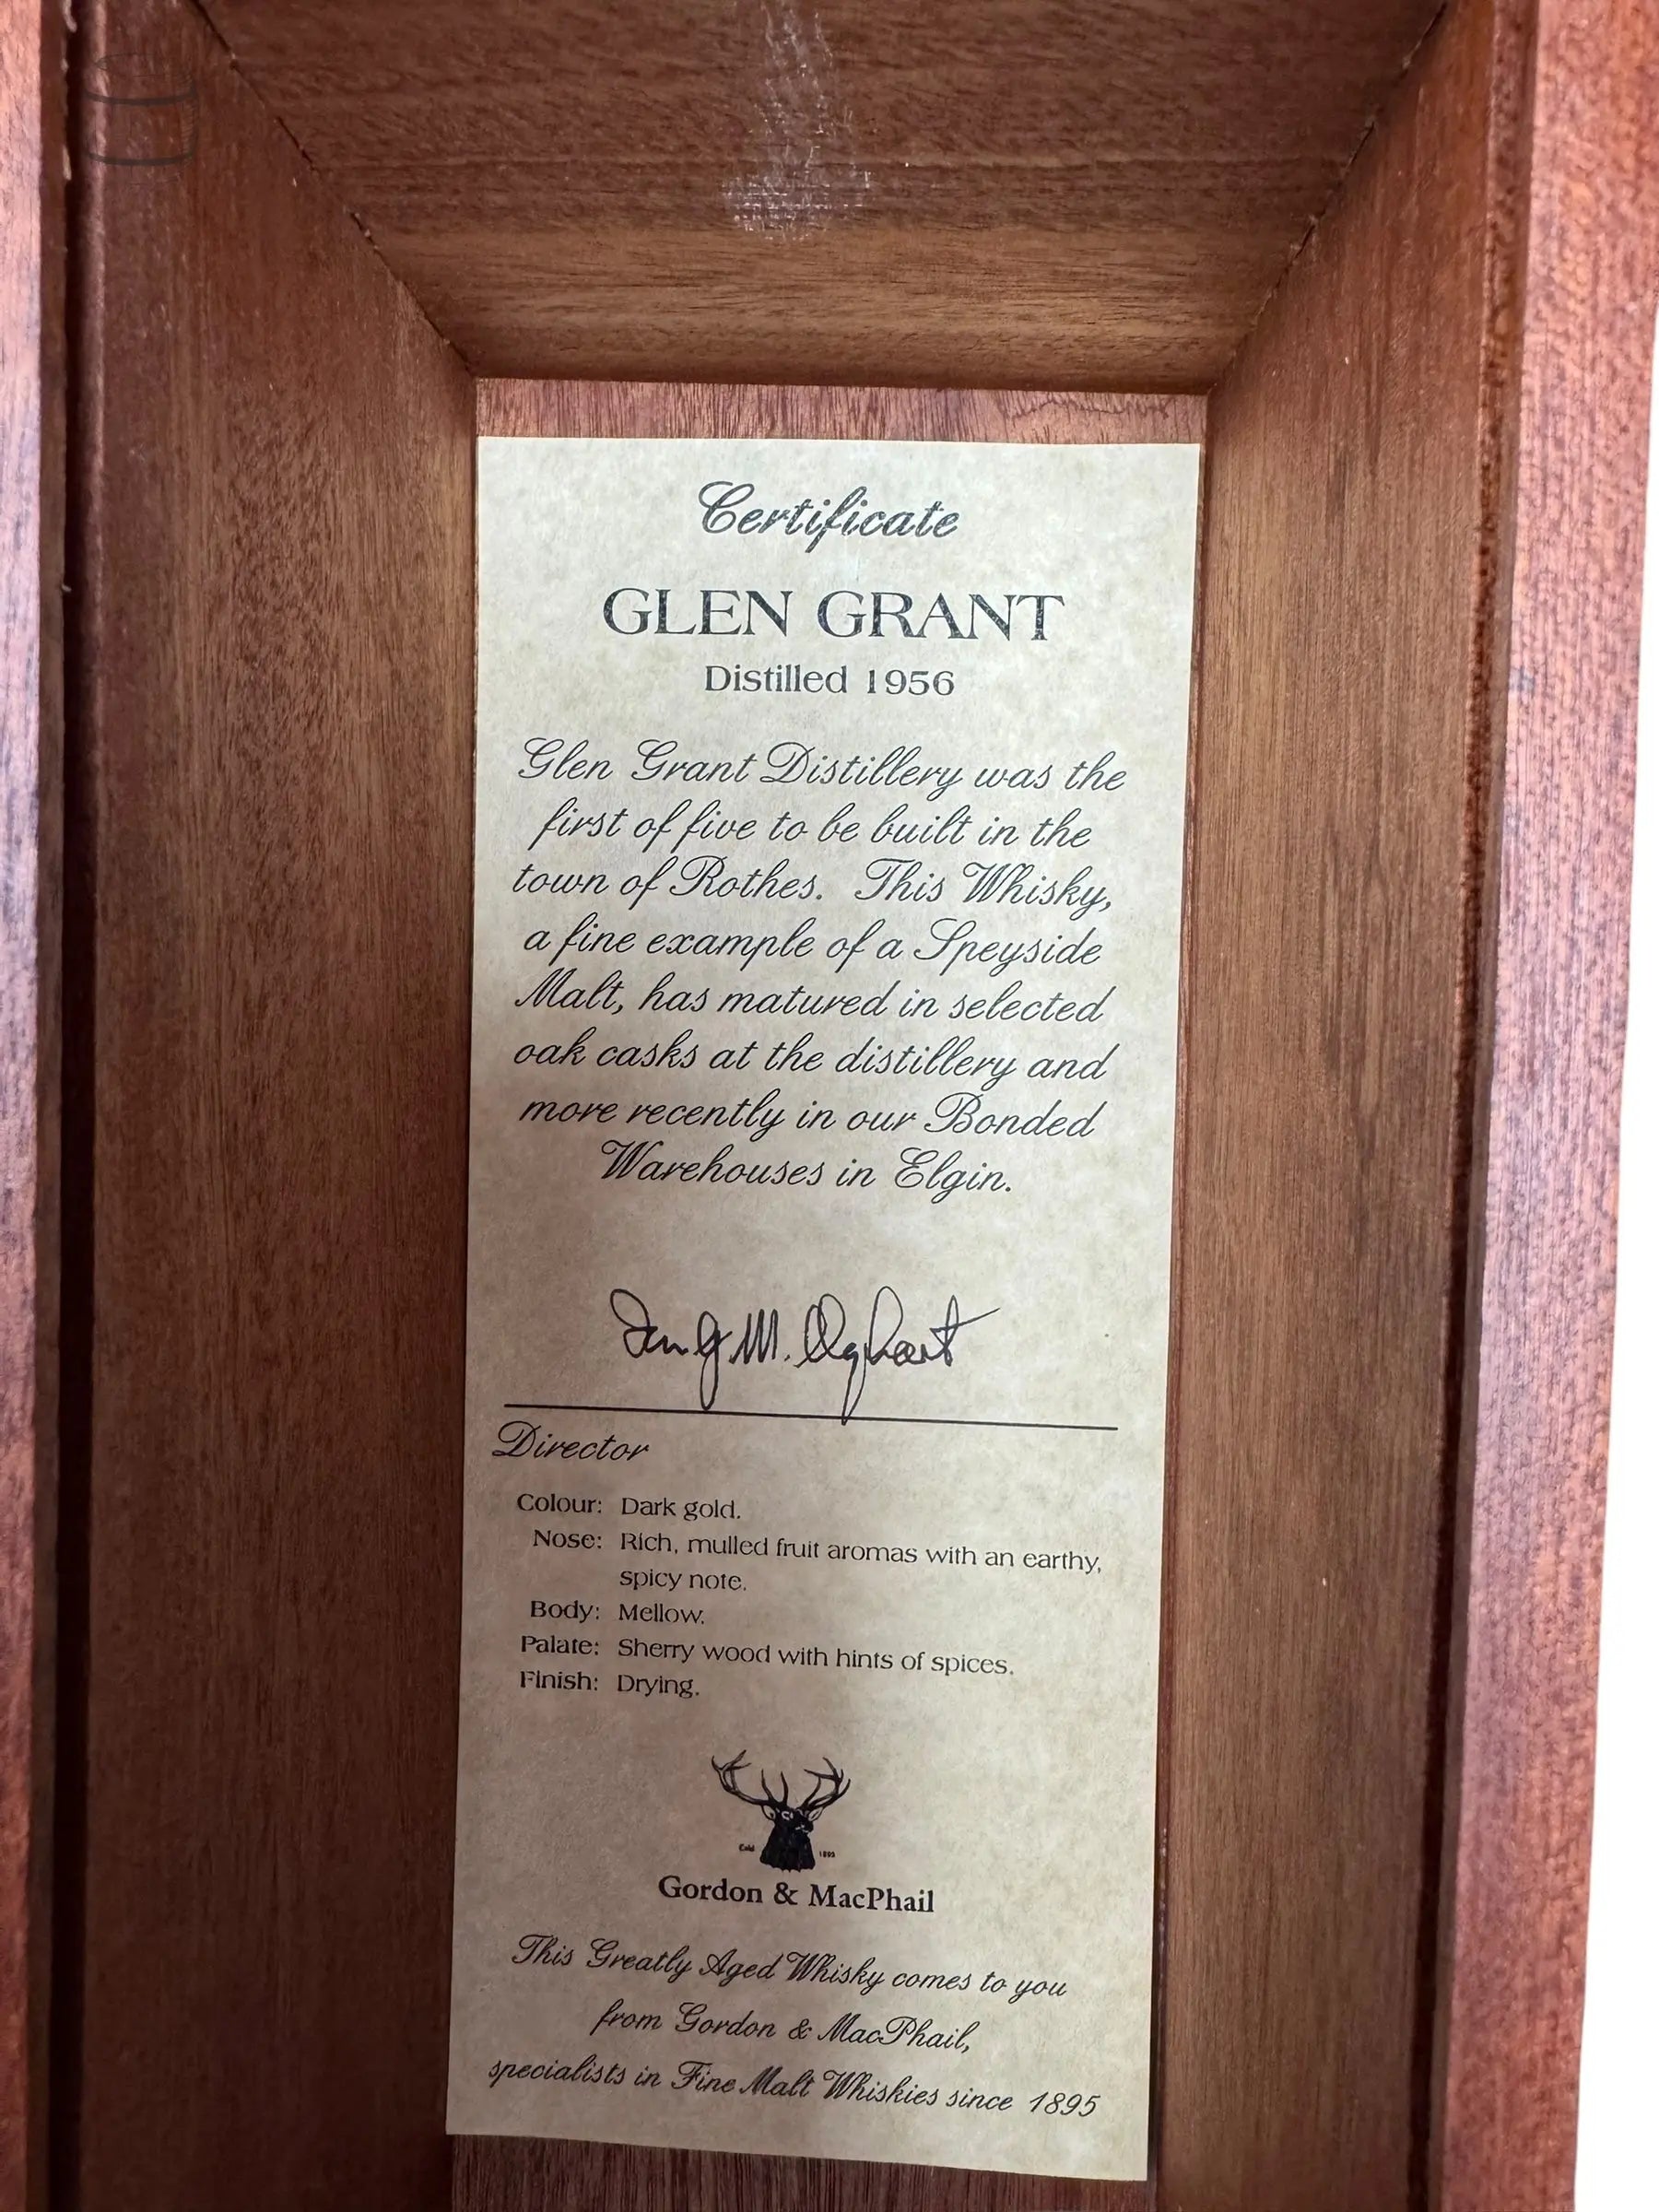 Certificate
GLEN GRANT
Distilled 1956
Glen Grant Distillery was the
first of five to be built in the
town of Rothes. This Whisky,
a fine example of a Speyside
Malt, has matured in selected
oak casks at the distillery and
more recently in our Bonded
Warehouses in Elgin.
Director
Colour: Dark gold.
Nose: Rich, mulled fruit aromas with an earthy,
spicy note.
Body: Mellow.
Palate: Sherry wood with hints of spices.
Finish: Drying.
1895
Gordon & MacPhail
This Greatly Aged Whisky comes to you
from Gordon & MacPhail,
specialists in Fine Malt Whiskies since 1895